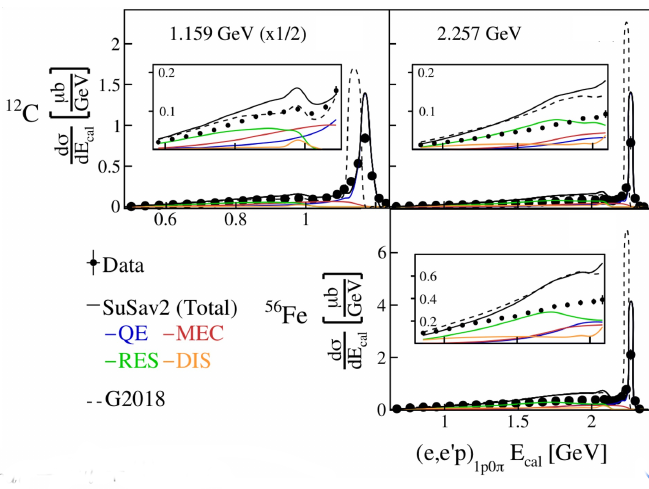 1.159 GeV (x1/2)
2.257 GeV
12C
dσ/dEcal [μb/GeV]
2
1.5
1
0.5
0
0.2
0.1
0.2
0.1
0.6
0.8
1
Data
SuSav2 (Total)
QE
MEC
RES
DIS
G2018
56Fe
dσ/dEcal [μb/GeV]
6
4
2
0
0.6
0.4
0.2
1
1.5
2
(e,e'p)1p0π Ecal [GeV]